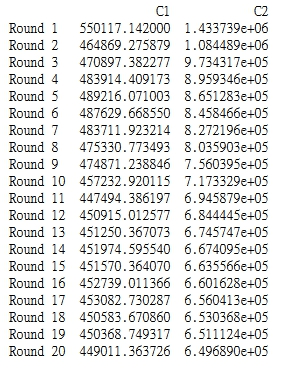 C1 C2
Round 1 550117.142000 1.433739e+06
Round 2 464869.275879 1.084489e+06
Round 3 470897.382277 9.734317e+05
Round 4 483914.409173 8.959346e+05
Round 5 489216.071003 8.651283e+05
Round 6 487629.668550 8.458466e+05
Round 7 483711.923214 8.272196e+05
Round 8 475330.773493 8.035903e+05
Round 9 474871.238846 7.560395e+05
Round 10 457232.920115 7.173329e+05
Round 11 447494.386197 6.945879e+05
Round 12 450915.012577 6.844445e+05
Round 13 451250.367073 6.745747e+05
Round 14 451974.595540 6.674095e+05
Round 15 451570.364070 6.635566e+05
Round 16 452739.011366 6.601628e+05
Round 17 453082.730287 6.560413e+05
Round 18 450583.670860 6.530368e+05
Round 19 450368.749317 6.511124e+05
Round 20 449011.363726 6.496890e+05